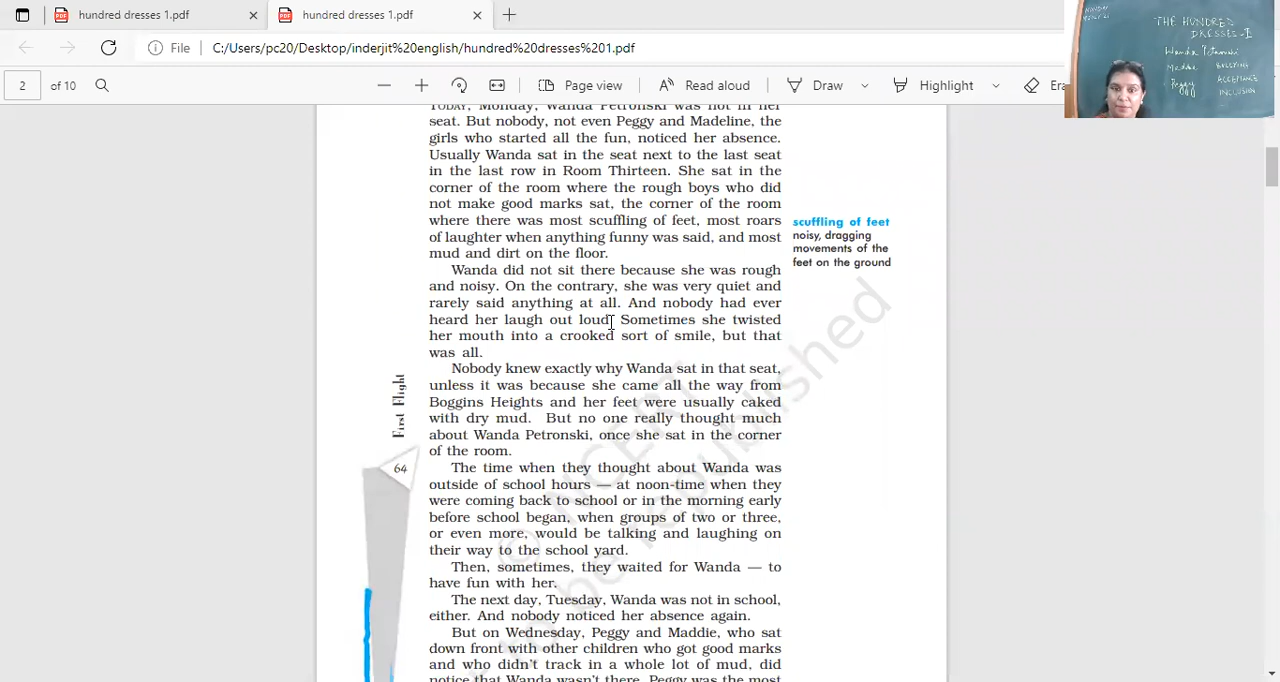 hundred dresses 1.pdf
hundred dresses 1.pdf
File C:/Users/pc20/Desktop/inderjit%20english/hundred%20dresses%201.pdf
2 of 10 Page view Read aloud Draw Highlight Era
MONDAY
THE HUNDRED
DRESSES-I
Wanda Petronski
Maddie BULLYING
Peggy ACCEPTANCE
INCLUSION
TODAY, Monday, Wanda Petronski was not in her
seat. But nobody, not even Peggy and Madeline, the
girls who started all the fun, noticed her absence.
Usually Wanda sat in the seat next to the last seat
in the last row in Room Thirteen. She sat in the
corner of the room where the rough boys who did
not make good marks sat, the corner of the room
where there was most scuffling of feet, most roars
of laughter when anything funny was said, and most
mud and dirt on the floor.
scuffling of feet
noisy, dragging
movements of the
feet on the ground
Wanda did not sit there because she was rough
and noisy. On the contrary, she was very quiet and
rarely said anything at all. And nobody had ever
heard her laugh out loud. Sometimes she twisted
her mouth into a crooked sort of smile, but that
was all.
Nobody knew exactly why Wanda sat in that seat,
unless it was because she came all the way from
Boggins Heights and her feet were usually caked
with dry mud. But no one really thought much
about Wanda Petronski, once she sat in the corner
of the room.
The time when they thought about Wanda was
outside of school hours — at noon-time when they
were coming back to school or in the morning early
before school began, when groups of two or three,
or even more, would be talking and laughing on
their way to the school yard.
Then, sometimes, they waited for Wanda — to
have fun with her.
The next day, Tuesday, Wanda was not in school,
either. And nobody noticed her absence again.
But on Wednesday, Peggy and Maddie, who sat
down front with other children who got good marks
and who didn't track in a whole lot of mud, did
notice that Wanda wasn't there. Peggy was the most
First Flight
64
© NCERT
be republished